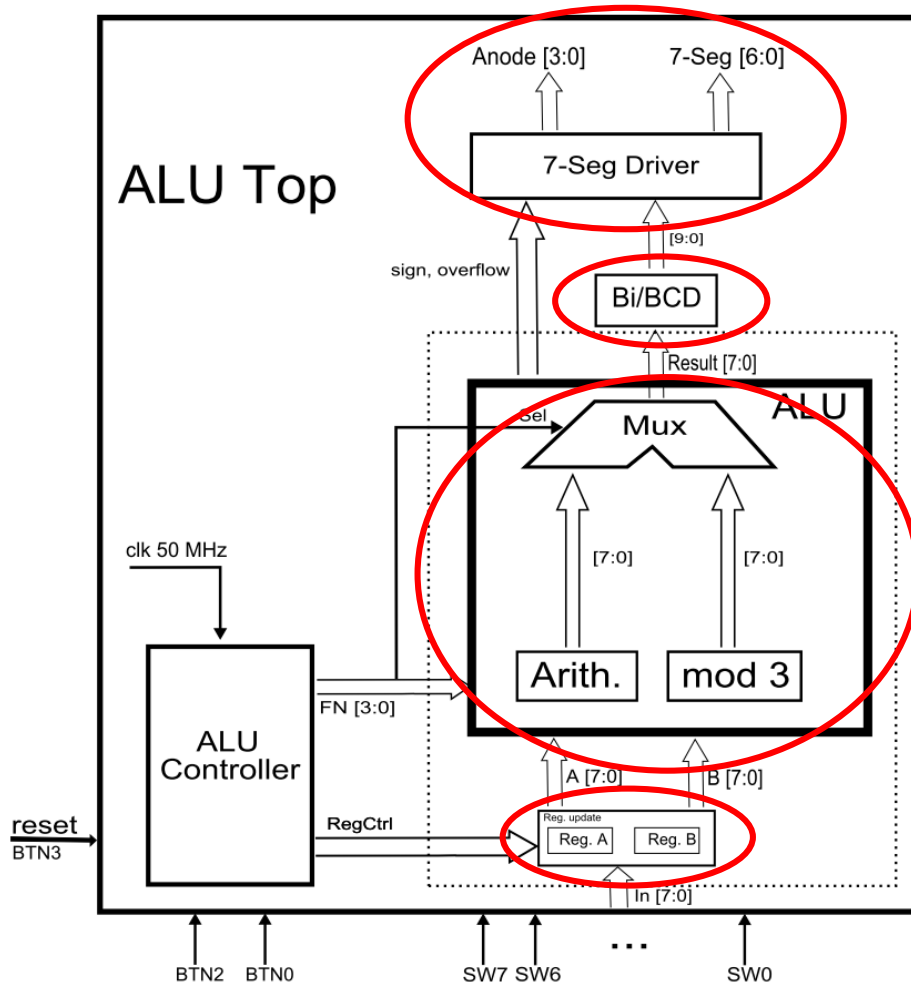 Anode [3:0]
7-Seg [6:0]
7-Seg Driver
ALU Top
[9:0]
sign, overflow
Bi/BCD
Result [7:0]
ALU
Sel
Mux
clk 50 MHz
[7:0]
[7:0]
Arith.
mod 3
FN [3:0]
ALU
Controller
A [7:0]
B [7:0]
RegCtrl
Reg. update
Reg. A
Reg. B
reset
BTN3
In [7:0]
...
BTN2
BTN0
SW7
SW6
SW0